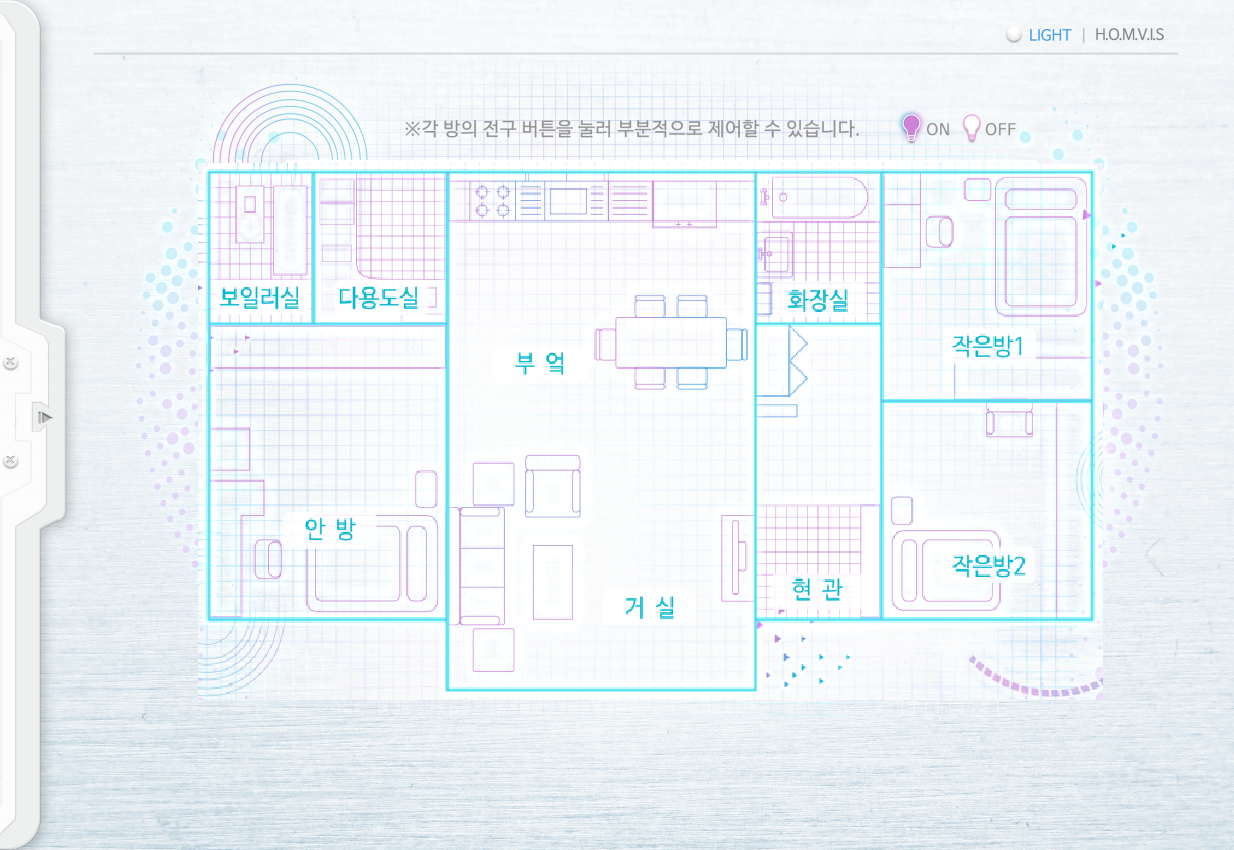 LIGHT | H.O.M.V.I.S
※각 방의 전구 버튼을 눌러 부분적으로 제어할 수 있습니다. ON OFF
보일러실 다용도실 화장실
작은방1
부 엌
안 방
작은방2
현 관
거 실